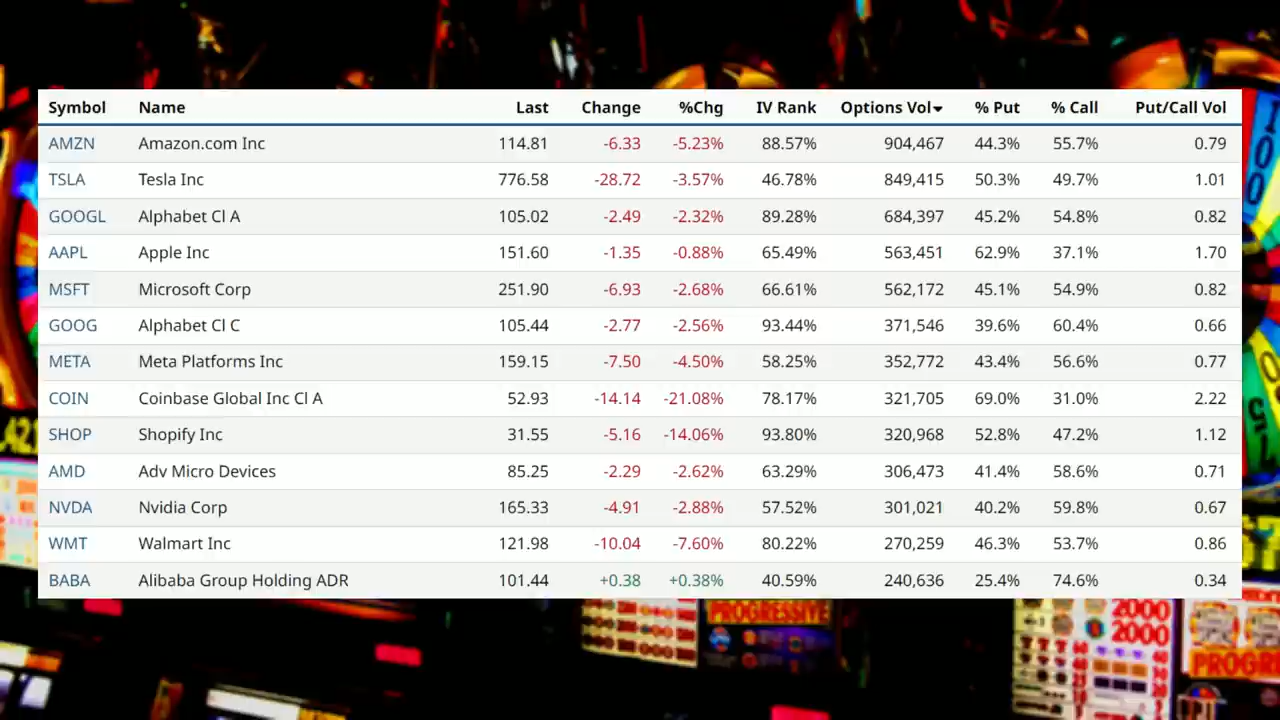 Symbol Name Last Change %Chg IV Rank Options Vol▼ % Put % Call Put/Call Vol
AMZN Amazon.com Inc 114.81 -6.33 -5.23% 88.57% 904,467 44.3% 55.7% 0.79
TSLA Tesla Inc 776.58 -28.72 -3.57% 46.78% 849,415 50.3% 49.7% 1.01
GOOGL Alphabet Cl A 105.02 -2.49 -2.32% 89.28% 684,397 45.2% 54.8% 0.82
AAPL Apple Inc 151.60 -1.35 -0.88% 65.49% 563,451 62.9% 37.1% 1.70
MSFT Microsoft Corp 251.90 -6.93 -2.68% 66.61% 562,172 45.1% 54.9% 0.82
GOOG Alphabet Cl C 105.44 -2.77 -2.56% 93.44% 371,546 39.6% 60.4% 0.66
META Meta Platforms Inc 159.15 -7.50 -4.50% 58.25% 352,772 43.4% 56.6% 0.77
COIN Coinbase Global Inc Cl A 52.93 -14.14 -21.08% 78.17% 321,705 69.0% 31.0% 2.22
SHOP Shopify Inc 31.55 -5.16 -14.06% 93.80% 320,968 52.8% 47.2% 1.12
AMD Adv Micro Devices 85.25 -2.29 -2.62% 63.29% 306,473 41.4% 58.6% 0.71
NVDA Nvidia Corp 165.33 -4.91 -2.88% 57.52% 301,021 40.2% 59.8% 0.67
WMT Walmart Inc 121.98 -10.04 -7.60% 80.22% 270,259 46.3% 53.7% 0.86
BABA Alibaba Group Holding ADR 101.44 +0.38 +0.38% 40.59% 240,636 25.4% 74.6% 0.34
100
PROGRESSIVE
2000
2000